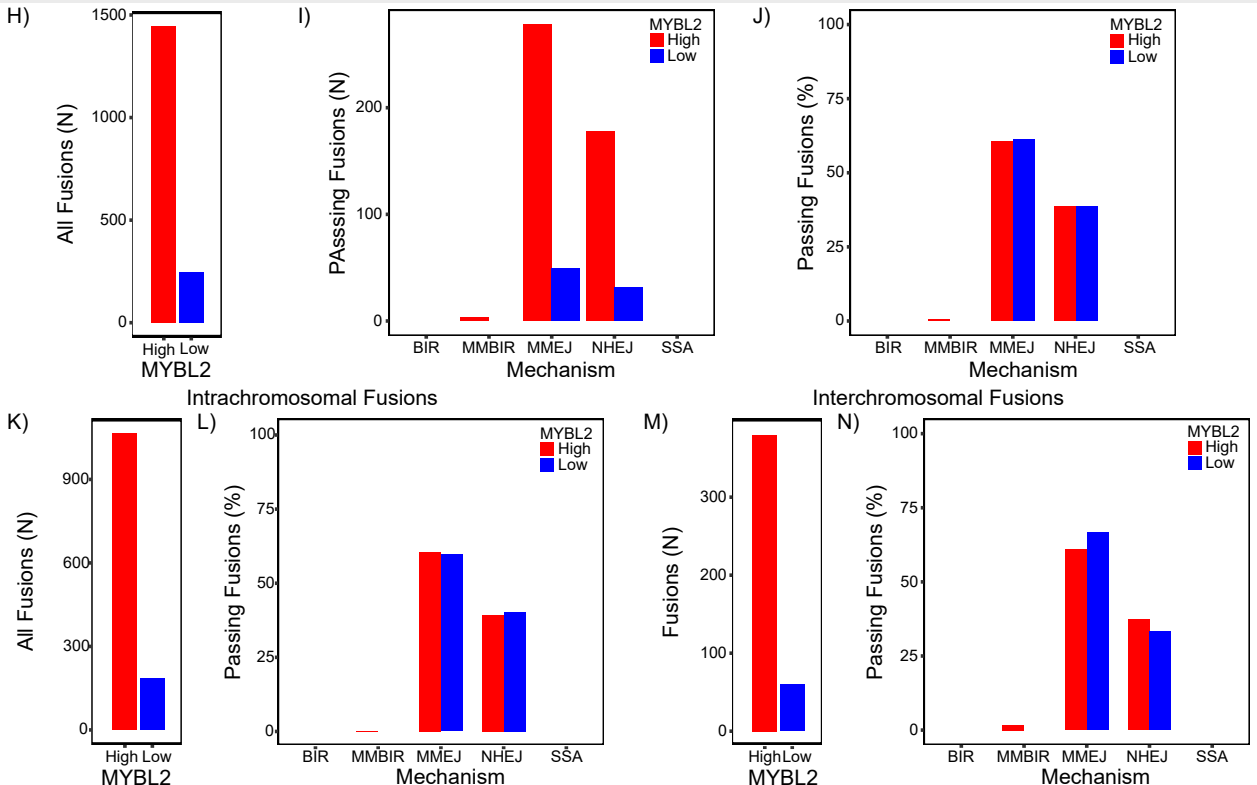 H)
All Fusions (N)
1500
1000
500
0
High Low
MYBL2
I)
PAsssing Fusions (N)
200
100
0
MYBL2
High
Low
BIR MMBIR MMEJ NHEJ SSA
Mechanism
J)
Passing Fusions (%)
100
75
50
25
0
MYBL2
High
Low
BIR MMBIR MMEJ NHEJ SSA
Mechanism
Intrachromosomal Fusions
K)
All Fusions (N)
900
600
300
0
High Low
MYBL2
L)
Passing Fusions (%)
100
75
50
25
0
MYBL2
High
Low
BIR MMBIR MMEJ NHEJ SSA
Mechanism
Interchromosomal Fusions
M)
Fusions (N)
300
200
100
0
HighLow
MYBL2
N)
Passing Fusions (%)
100
75
50
25
0
MYBL2
High
Low
BIR MMBIR MMEJ NHEJ SSA
Mechanism